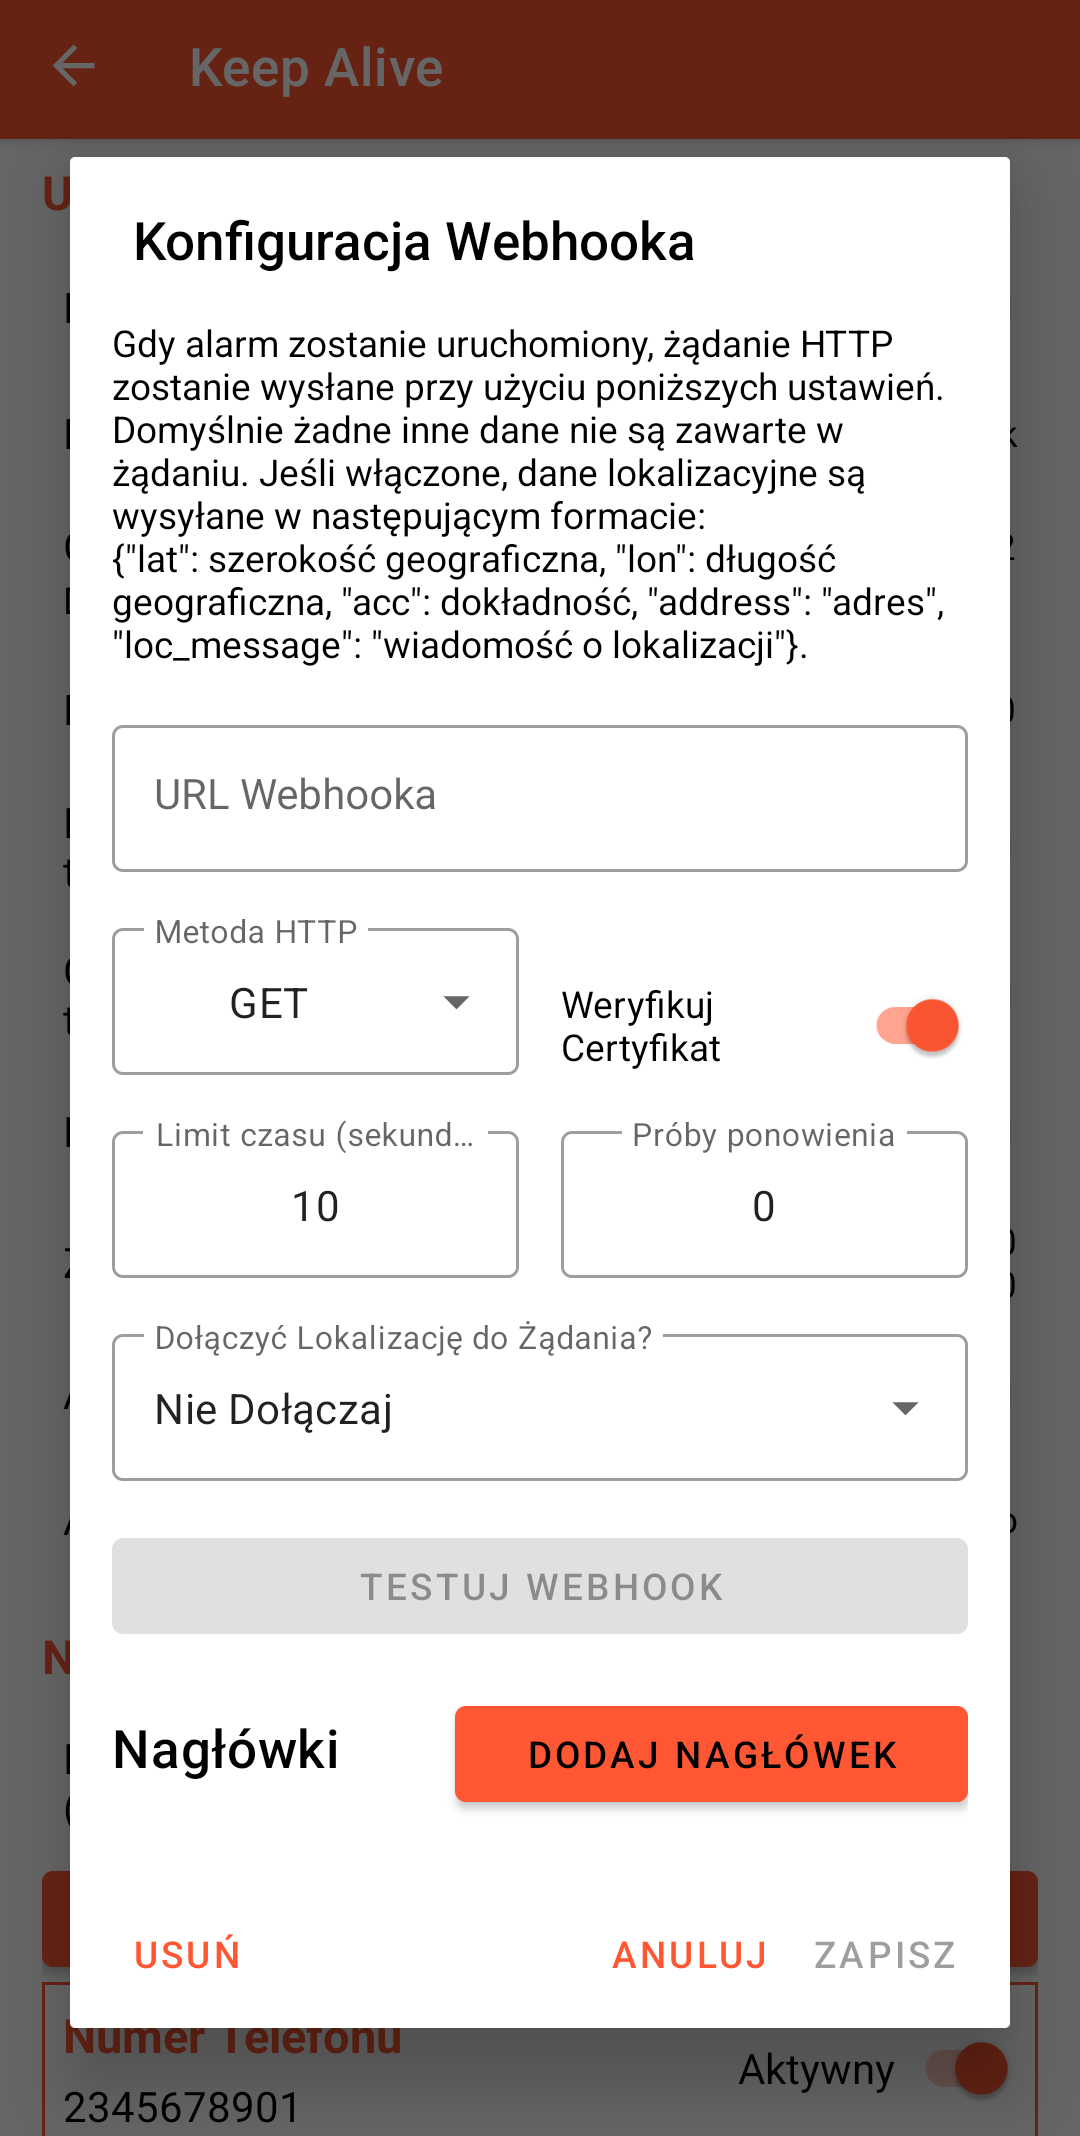 Keep Alive
Konfiguracja Webhooka
Gdy alarm zostanie uruchomiony, żądanie HTTP
zostanie wysłane przy użyciu poniższych ustawień.
Domyślnie żadne inne dane nie są zawarte w
żądaniu. Jeśli włączone, dane lokalizacyjne są
wysyłane w następującym formacie:
{"lat": szerokość geograficzna, "lon": długość
geograficzna, "acc": dokładność, "address": "adres",
"loc_message": "wiadomość o lokalizacji"}.
URL Webhooka
Metoda HTTP
GET
Weryfikuj
Certyfikat
Limit czasu (sekund...
10
Próby ponowienia
0
Dołączyć Lokalizację do Żądania?
Nie Dołączaj
TESTUJ WEBHOOK
Nagłówki
DODAJ NAGŁÓWEK
USUŃ
ANULUJ
ZAPISZ
Numer Telefonu
Aktywny
2345678901